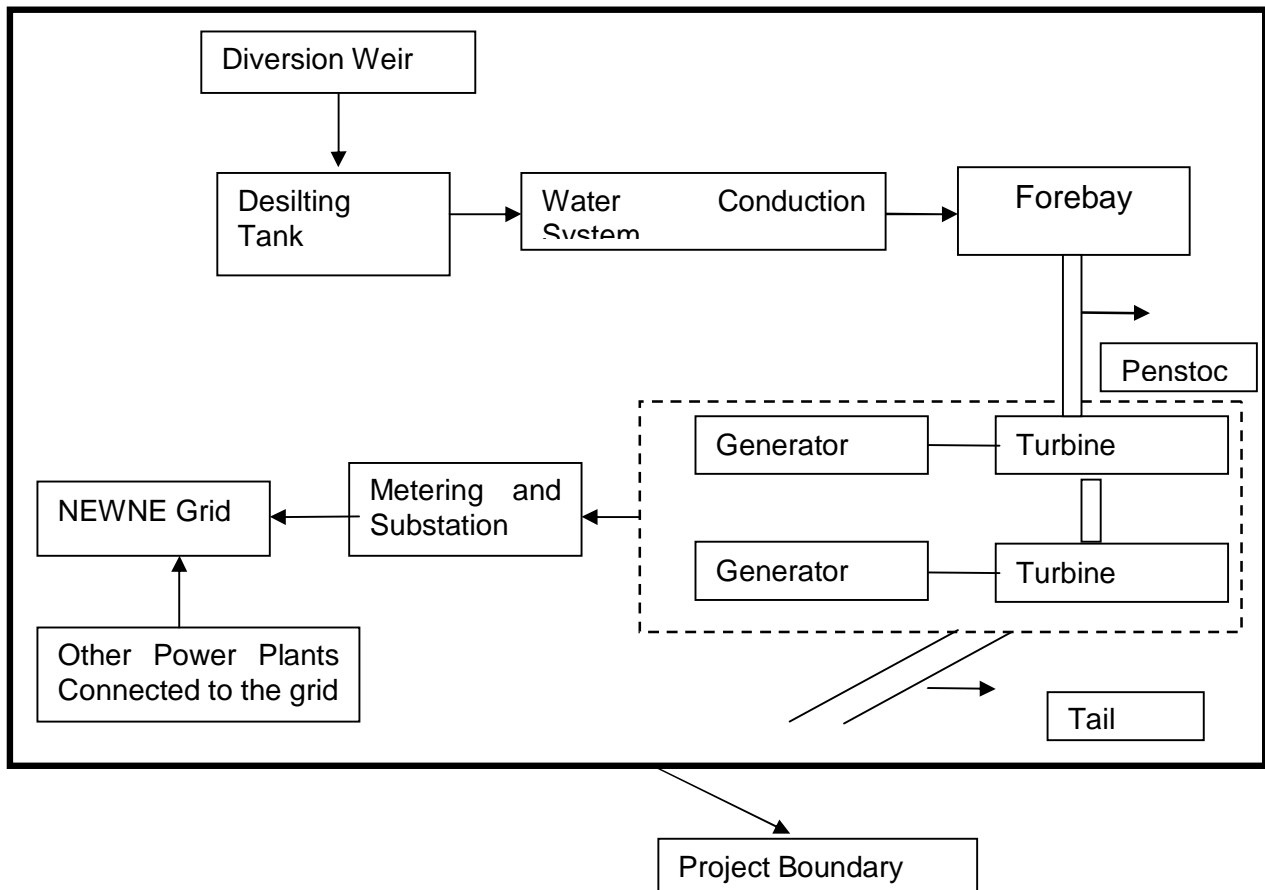 Diversion Weir
Desilting
Tank
Water Conduction
System
Forebay
Penstoc
Generator
Turbine
Metering and
Substation
NEWNE Grid
Generator
Turbine
Other Power Plants
Connected to the grid
Tail
Project Boundary